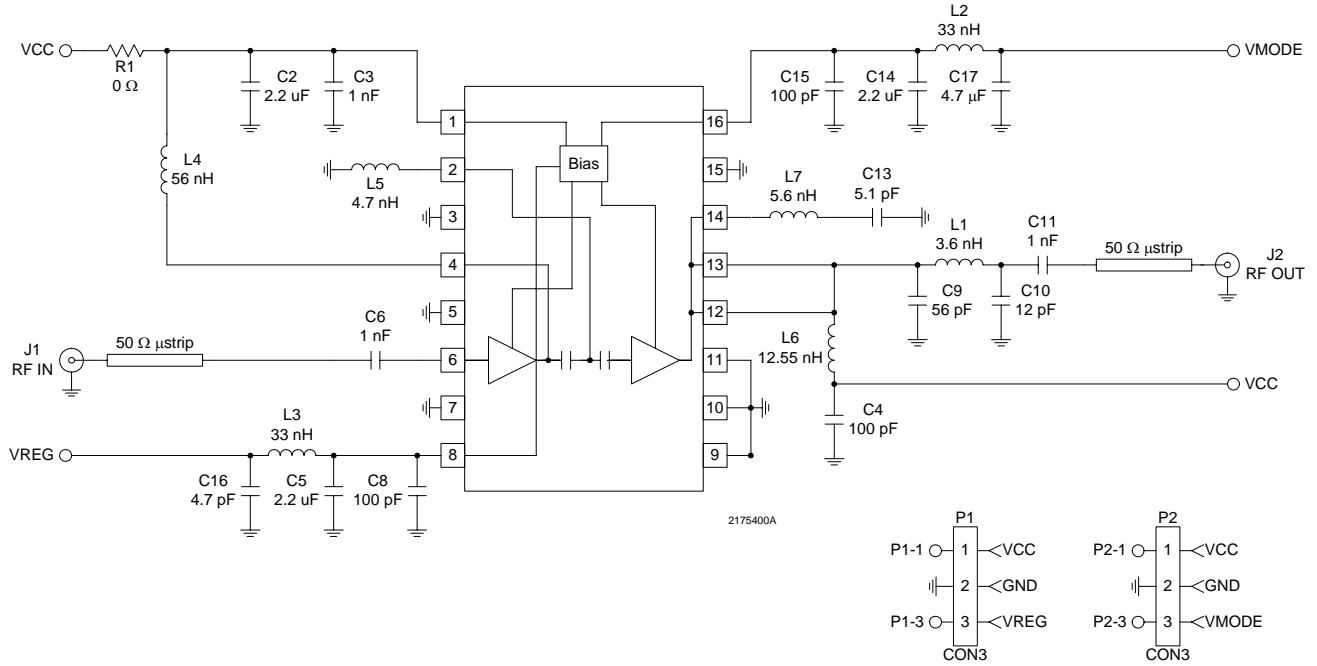 VCC
R1
0 Ω
C2
2.2 uF
C3
1 nF
L4
56 nH
L5
4.7 nH
1
2
3
4
5
6
7
8
Bias
16
15
14
13
12
11
10
9
C15
100 pF
C14
2.2 uF
L2
33 nH
C17
4.7 μF
VMODE
L7
5.6 nH
C13
5.1 pF
L1
3.6 nH
C11
1 nF
50 Ω μstrip
J2
RF OUT
C9
56 pF
C10
12 pF
L6
12.55 nH
VCC
C4
100 pF
J1
RF IN
50 Ω μstrip
C6
1 nF
VREG
L3
33 nH
C16
4.7 pF
C5
2.2 uF
C8
100 pF
2175400A
P1
P1-1 1 VCC
2 GND
P1-3 3 VREG
CON3
P2
P2-1 1 VCC
2 GND
P2-3 3 VMODE
CON3